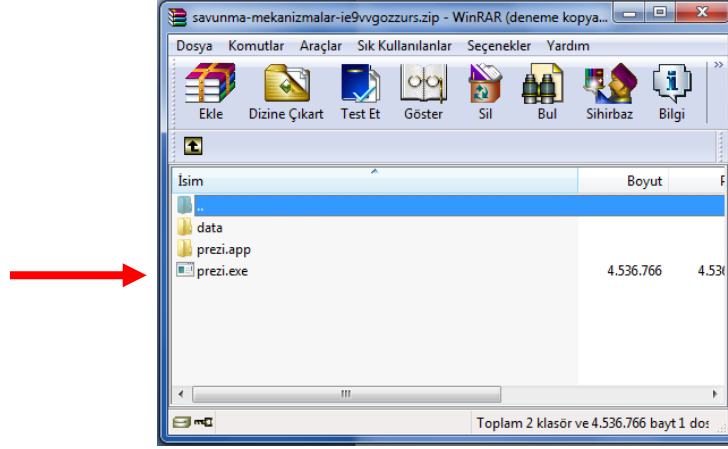 savunma-mekanizmalar-ie9vvgozzurs.zip - WinRAR (deneme kopya...
Dosya Komutlar Araçlar Sık Kullanılanlar Seçenekler Yardım
Ekle Dizine Çıkart Test Et Göster Sil Bul Sihirbaz Bilgi
İsim Boyut
..
data
prezi.app
prezi.exe 4.536.766 4.536
Toplam 2 klasör ve 4.536.766 bayt 1 dos